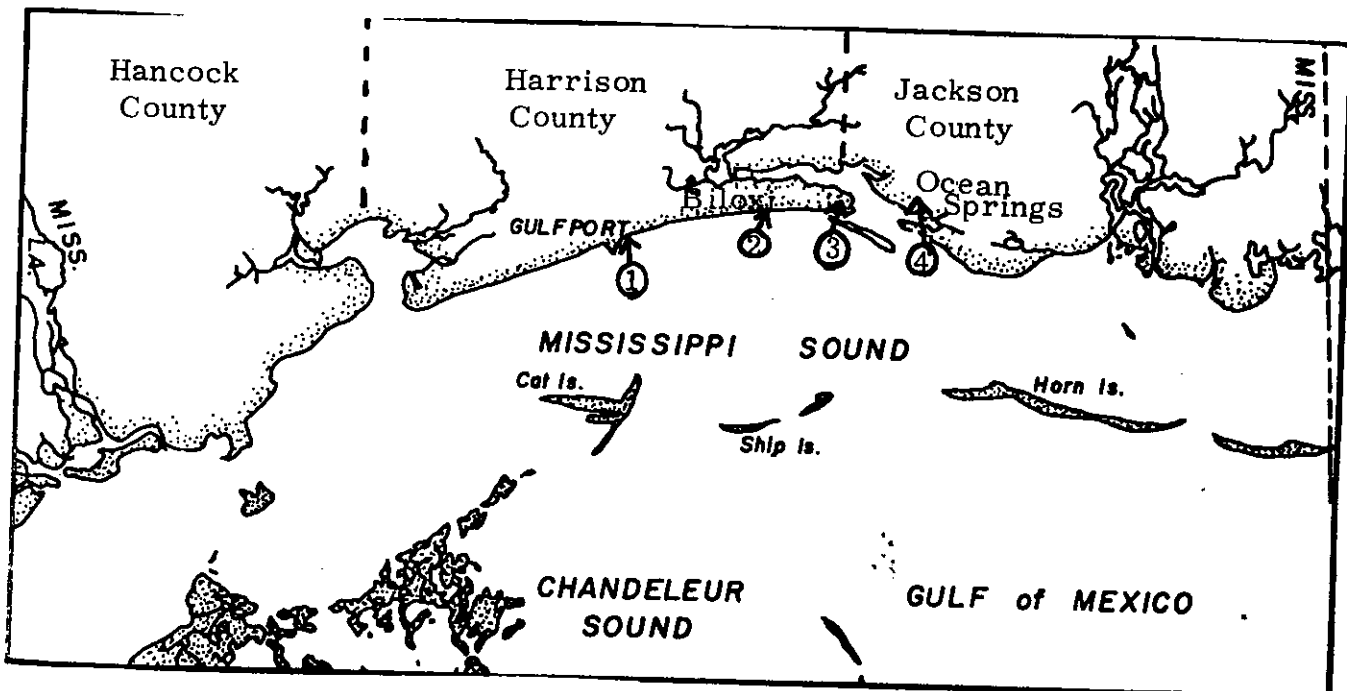 Hancock
County
Harrison
County
Jackson
County
MISS
MISS.
LA.
Biloxi
Ocean
Springs
GULFPORT
1
2
3
4
MISSISSIPPI SOUND
Cat Is.
Ship Is.
Horn Is.
CHANDELEUR
SOUND
GULF of MEXICO